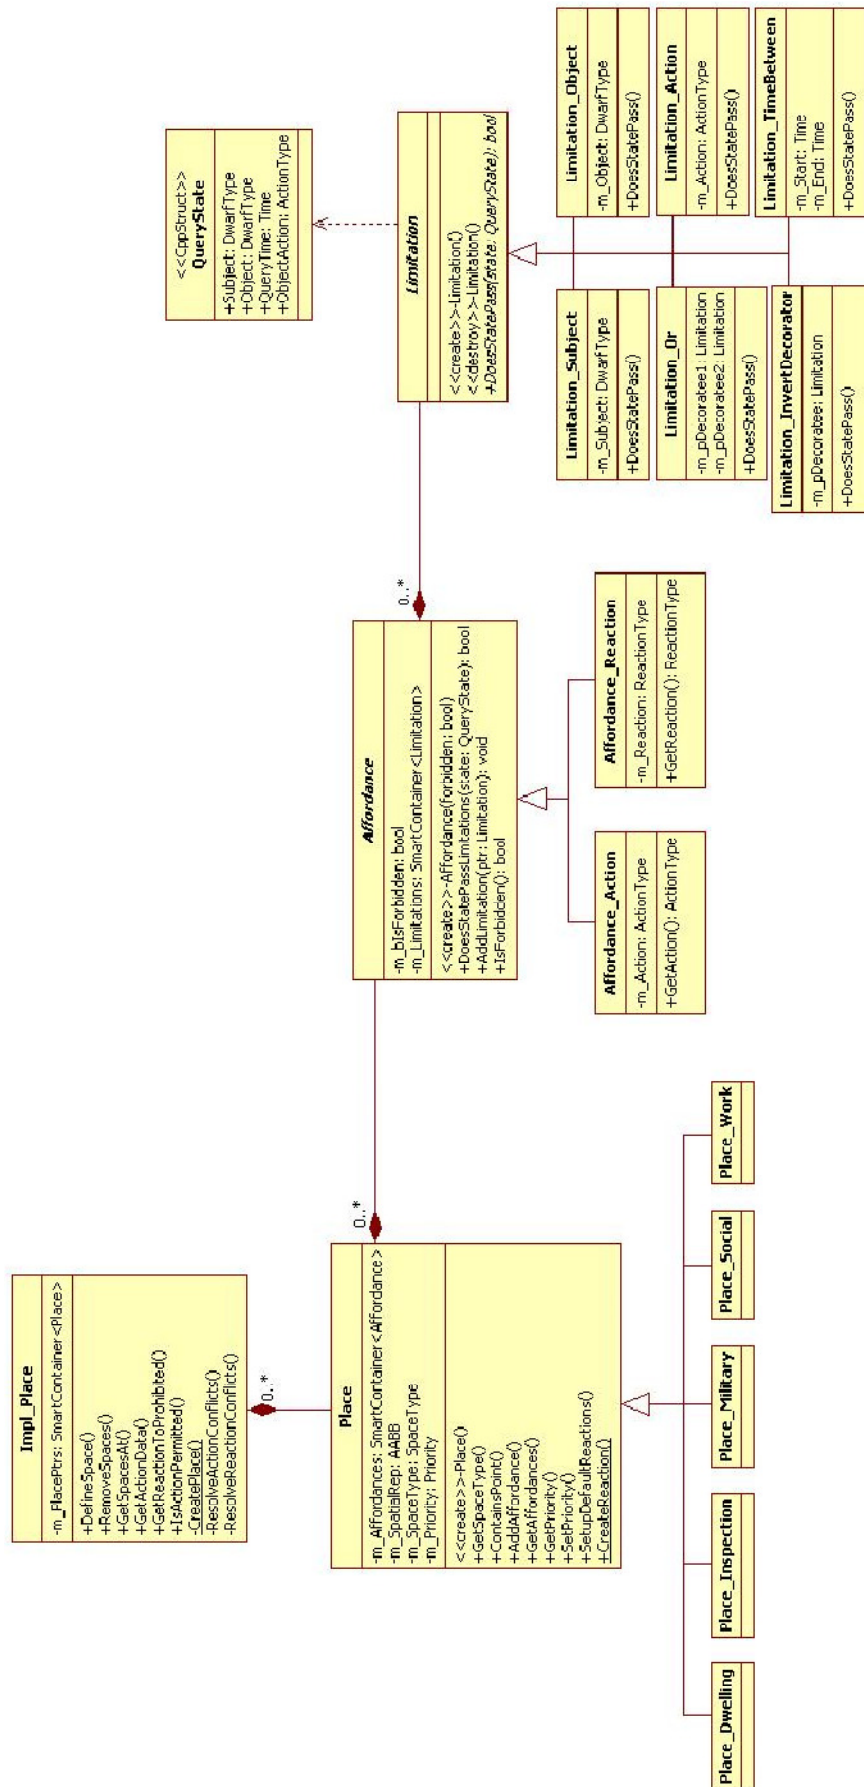 Impl_Place
-m_PlacePtrs: SmartContainer<Place>
+DefineSpace()
+RemoveSpaces()
+GetSpacesAt()
+GetActionData()
+GetReactionToProhibited()
+IsActionPermitted()
-CreatePlace()
-ResolveActionConflicts()
-ResolveReactionConflicts()
0..*
Place
-m_Affordances: SmartContainer<Affordance>
-m_SpatialRep: AABB
-m_SpaceType: SpaceType
-m_Priority: Priority
<<create>>-Place()
+GetSpaceType()
+ContainsPoint()
+AddAffordance()
+GetAffordances()
+GetPriority()
+SetPriority()
+SetupDefaultReactions()
+CreateReaction()
0..*
Place_Dwelling
Place_Inspection
Place_Military
Place_Social
Place_Work
Affordance
-m_bIsForbidden: bool
-m_Limitations: SmartContainer<Limitation>
<<create>>-Affordance(forbidden: bool)
+DoesStatePassLimitations(state: QueryState): bool
+AddLimitation(ptr: Limitation): void
+IsForbidden(): bool
0..*
Affordance_Action
-m_Action: ActionType
+GetAction(): ActionType
Affordance_Reaction
-m_Reaction: ReactionType
+GetReaction(): ReactionType
<<CppStruct>>
QueryState
+Subject: DwarfType
+Object: DwarfType
+QueryTime: Time
+ObjectAction: ActionType
Limitation
<<create>>-Limitation()
<<destroy>>-Limitation()
+DoesStatePass(state: QueryState): bool
Limitation_Subject
-m_Subject: DwarfType
+DoesStatePass()
Limitation_Object
-m_Object: DwarfType
+DoesStatePass()
Limitation_Or
-m_pDecoratee1: Limitation
-m_pDecoratee2: Limitation
+DoesStatePass()
Limitation_Action
-m_Action: ActionType
+DoesStatePass()
Limitation_InvertDecorator
-m_pDecoratee: Limitation
+DoesStatePass()
Limitation_TimeBetween
-m_Start: Time
-m_End: Time
+DoesStatePass()